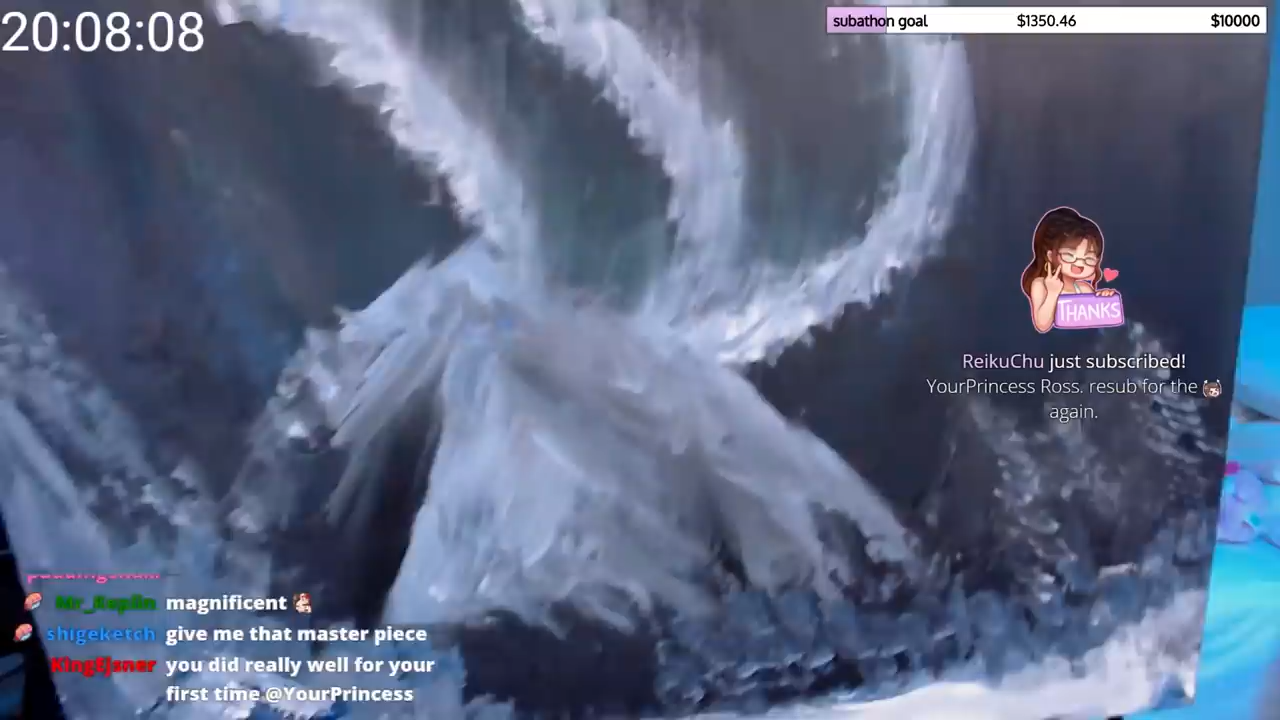 20:08:08
subathon goal $1350.46 $10000
THANKS
ReikuChu just subscribed!
YourPrincess Ross. resub for the
again.
magnificent
shigeketch give me that master piece
KingEjsner you did really well for your
first time @YourPrincess